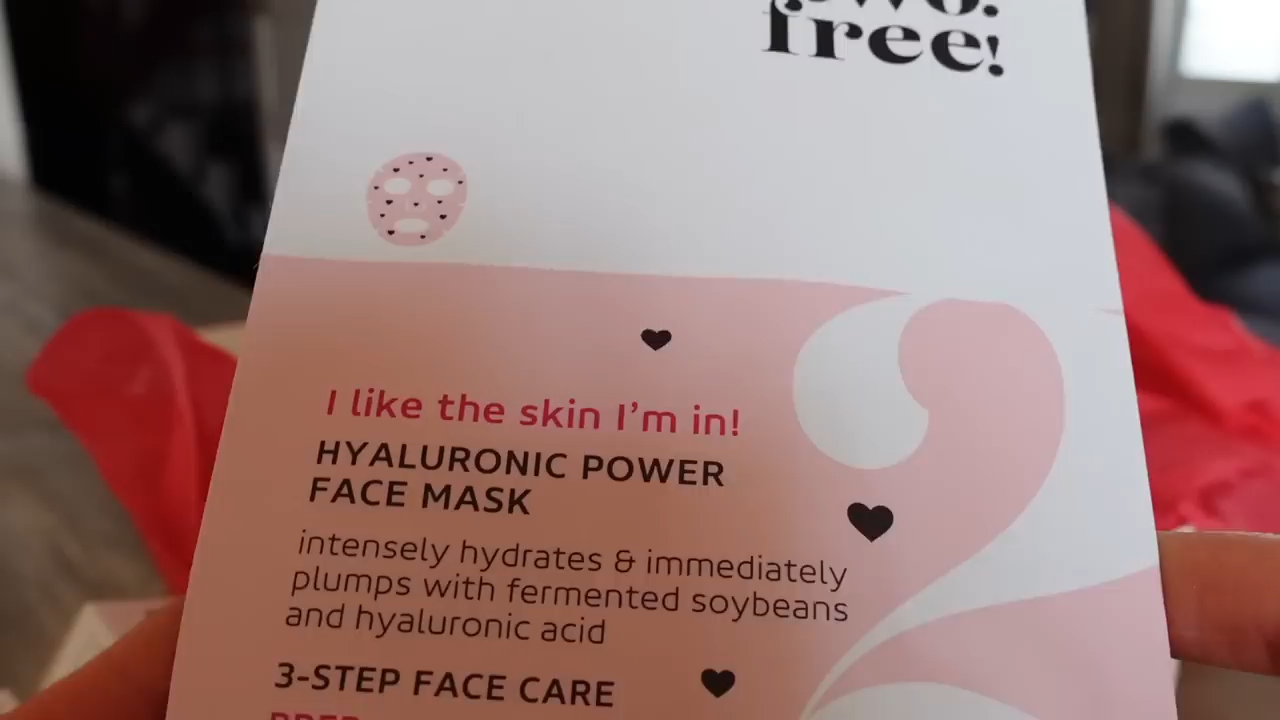 free!
I like the skin I'm in!
HYALURONIC POWER
FACE MASK
intensely hydrates & immediately
plumps with fermented soybeans
and hyaluronic acid
3-STEP FACE CARE